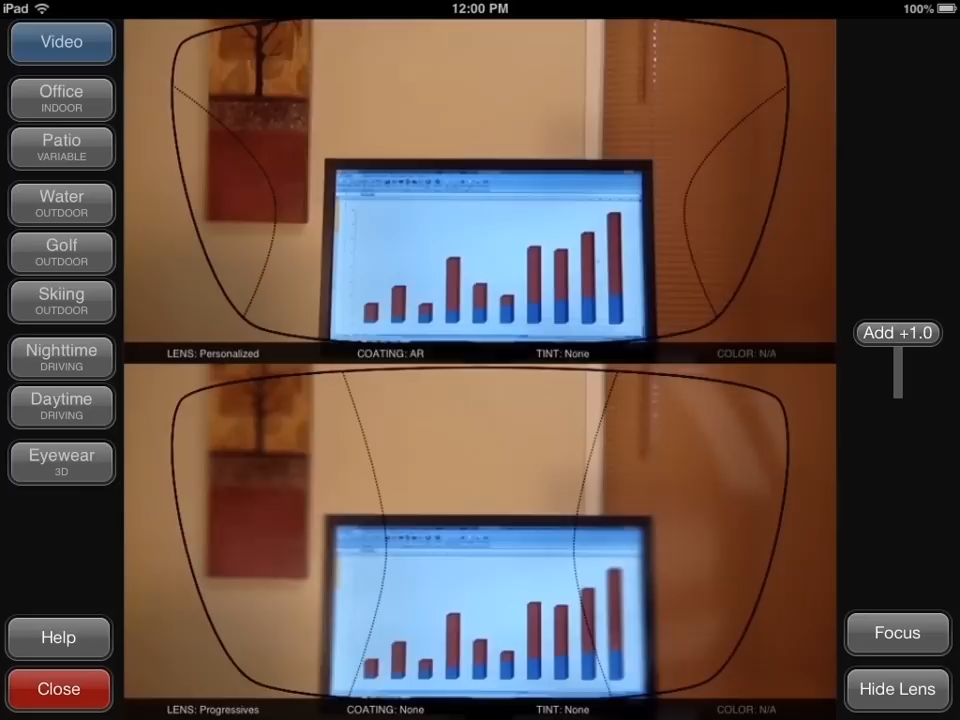 iPad 12:00 PM 100%
Video
Office
INDOOR
Patio
VARIABLE
Water
OUTDOOR
Golf
OUTDOOR
Skiing
OUTDOOR
Nighttime
DRIVING
Daytime
DRIVING
Eyewear
3D
Help
Close
LENS: Personalized COATING: AR TINT: None COLOR: N/A
LENS: Progressives COATING: None TINT: None COLOR: N/A
Add +1.0
Focus
Hide Lens